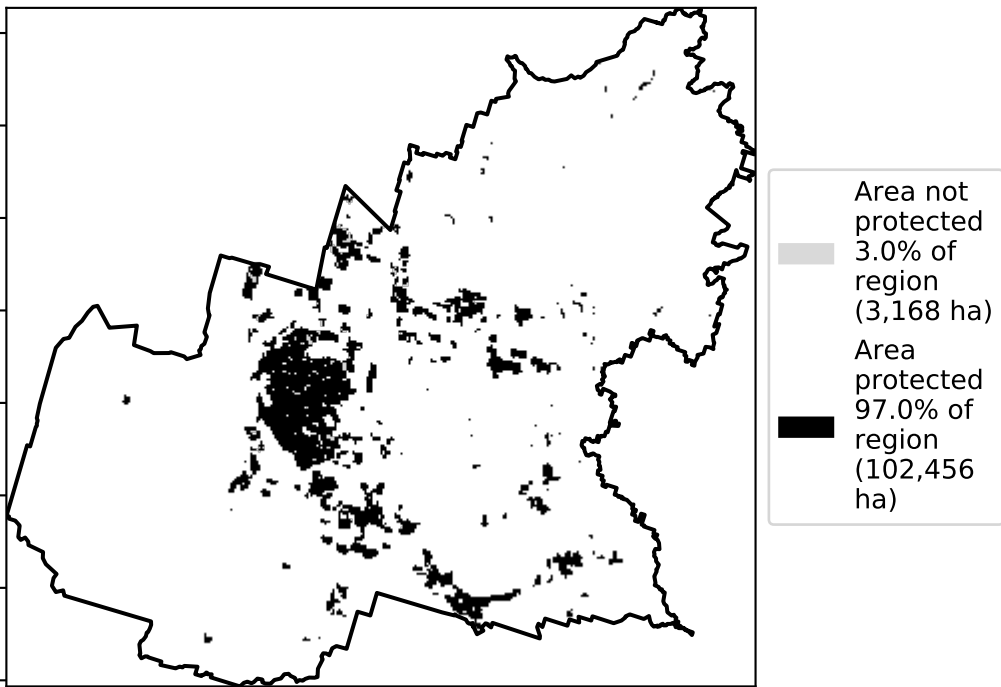 Area not
protected
3.0% of
region
(3,168 ha)
Area
protected
97.0% of
region
(102,456
ha)